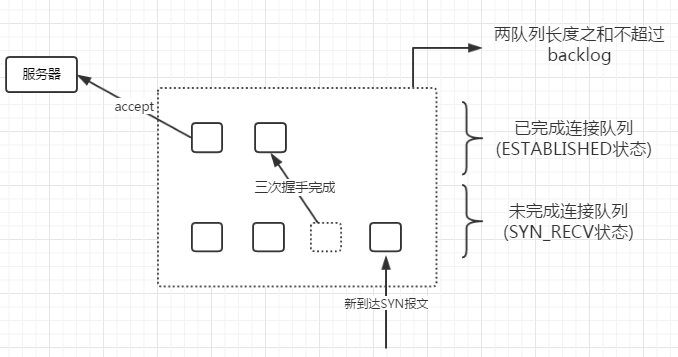 两队列长度之和不超过
backlog
服务器
accept
已完成连接队列
(ESTABLISHED状态)
三次握手完成
未完成连接队列
(SYN_RECV状态)
新到达SYN报文